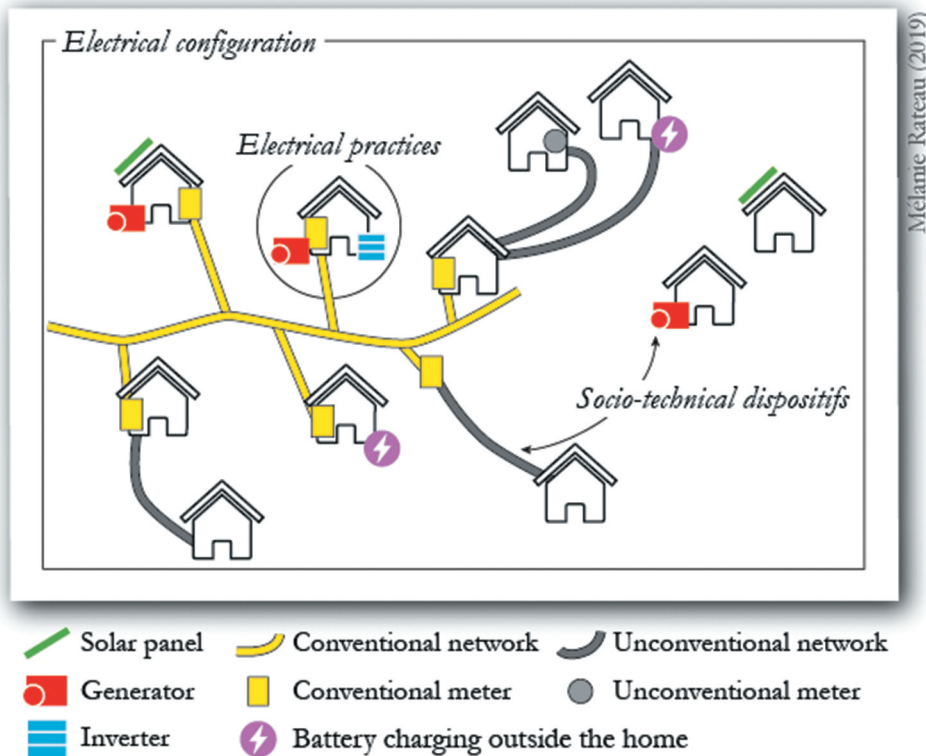 Electrical configuration
Mélanie Rateau (2019)
Electrical practices
Socio-technical dispositifs
Solar panel
Conventional network
Unconventional network
Generator
Conventional meter
Unconventional meter
Inverter
Battery charging outside the home